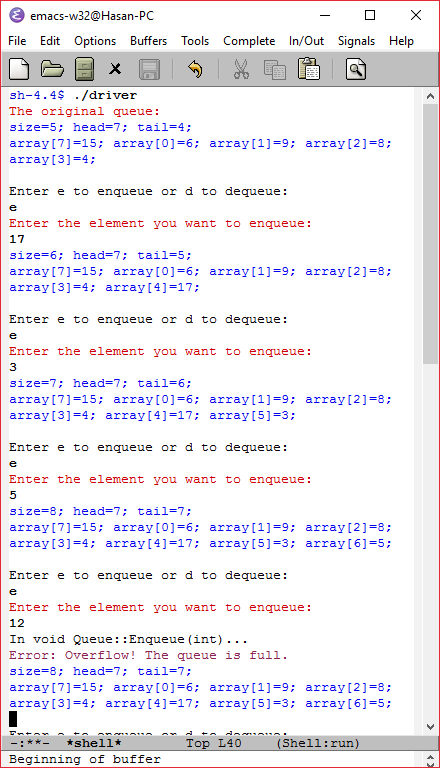 emacs-w32@Hasan-PC
File Edit Options Buffers Tools Complete In/Out Signals Help
sh-4.4$ ./driver
The original queue:
size=5; head=7; tail=4;
array[7]=15; array[0]=6; array[1]=9; array[2]=8;
array[3]=4;
Enter e to enqueue or d to dequeue:
e
Enter the element you want to enqueue:
17
size=6; head=7; tail=5;
array[7]=15; array[0]=6; array[1]=9; array[2]=8;
array[3]=4; array[4]=17;
Enter e to enqueue or d to dequeue:
e
Enter the element you want to enqueue:
3
size=7; head=7; tail=6;
array[7]=15; array[0]=6; array[1]=9; array[2]=8;
array[3]=4; array[4]=17; array[5]=3;
Enter e to enqueue or d to dequeue:
e
Enter the element you want to enqueue:
5
size=8; head=7; tail=7;
array[7]=15; array[0]=6; array[1]=9; array[2]=8;
array[3]=4; array[4]=17; array[5]=3; array[6]=5;
Enter e to enqueue or d to dequeue:
e
Enter the element you want to enqueue:
12
In void Queue::Enqueue(int)...
Error: Overflow! The queue is full.
size=8; head=7; tail=7;
array[7]=15; array[0]=6; array[1]=9; array[2]=8;
array[3]=4; array[4]=17; array[5]=3; array[6]=5;
Enter e to enqueue or d to dequeue:
-:**- *shell* Top L40 (Shell:run)
Beginning of buffer